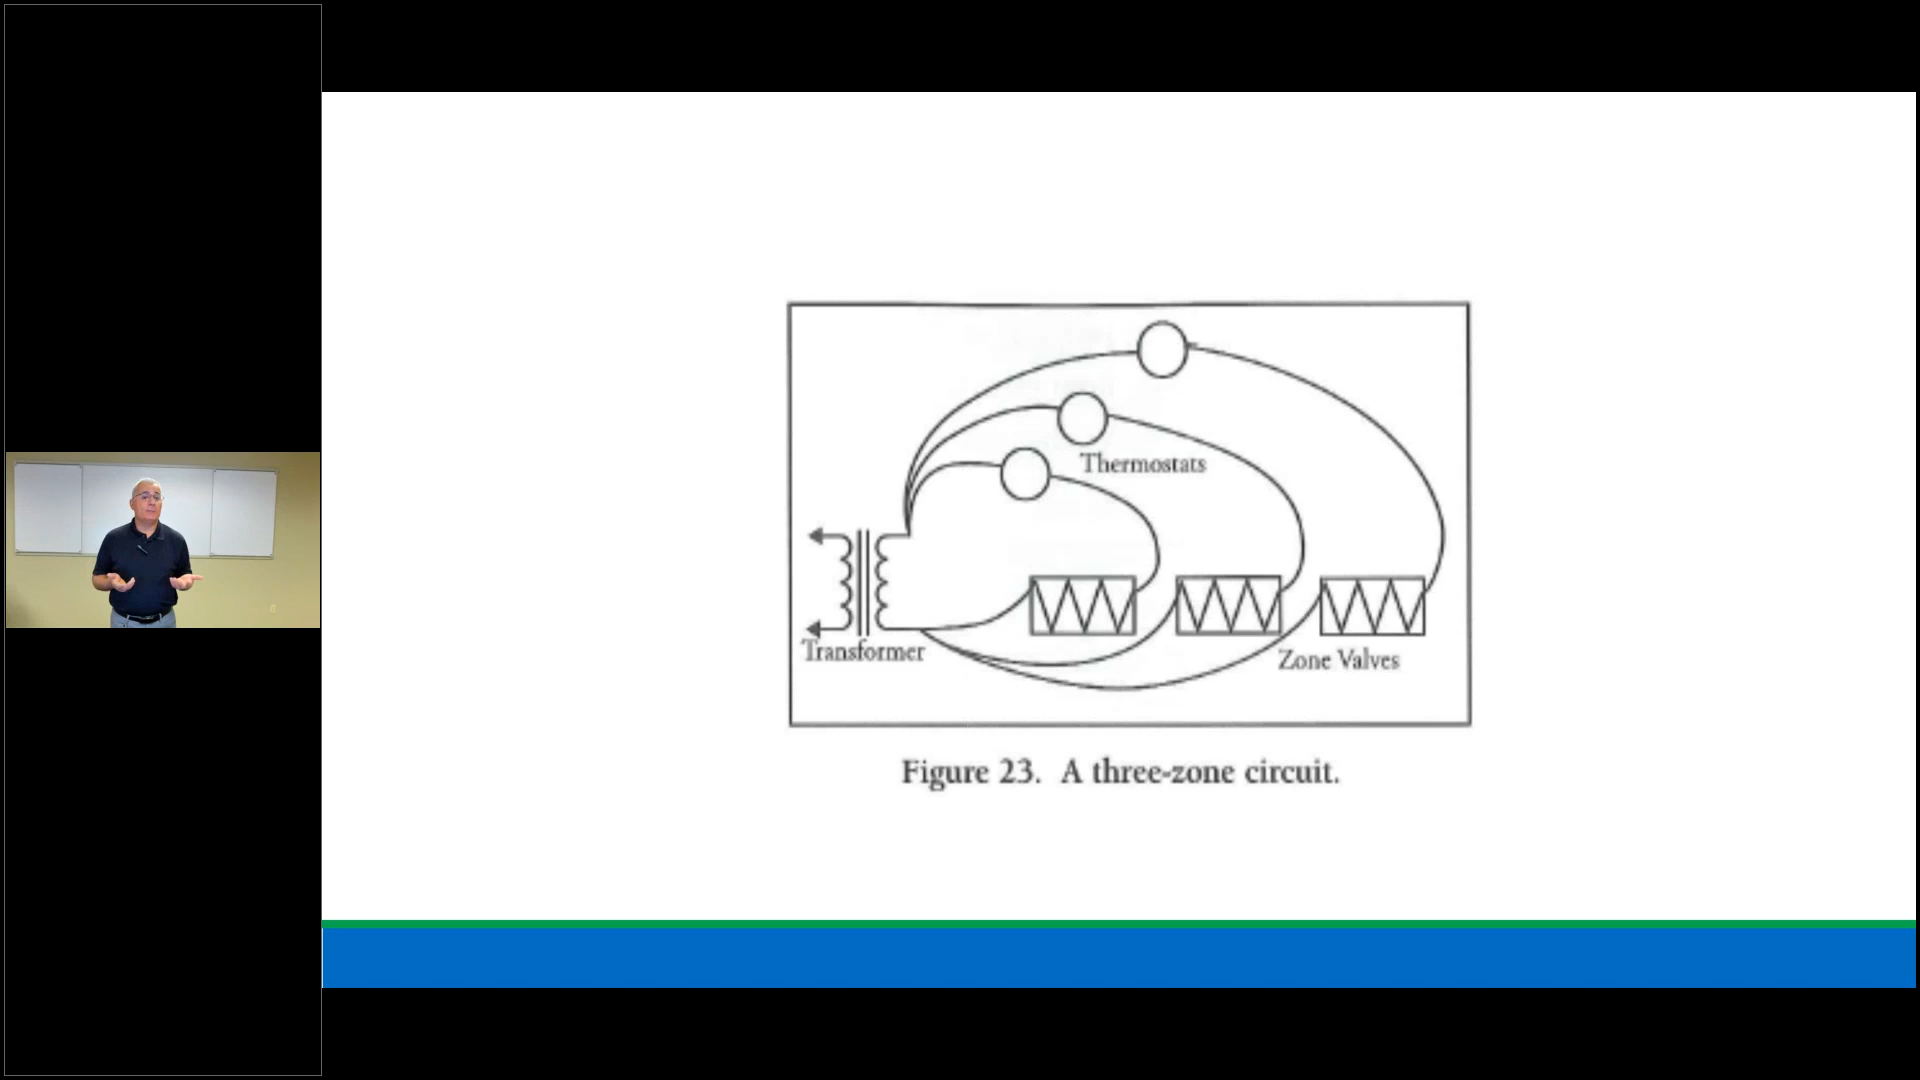 Thermostats
Transformer
Zone Valves
Figure 23. A three-zone circuit.